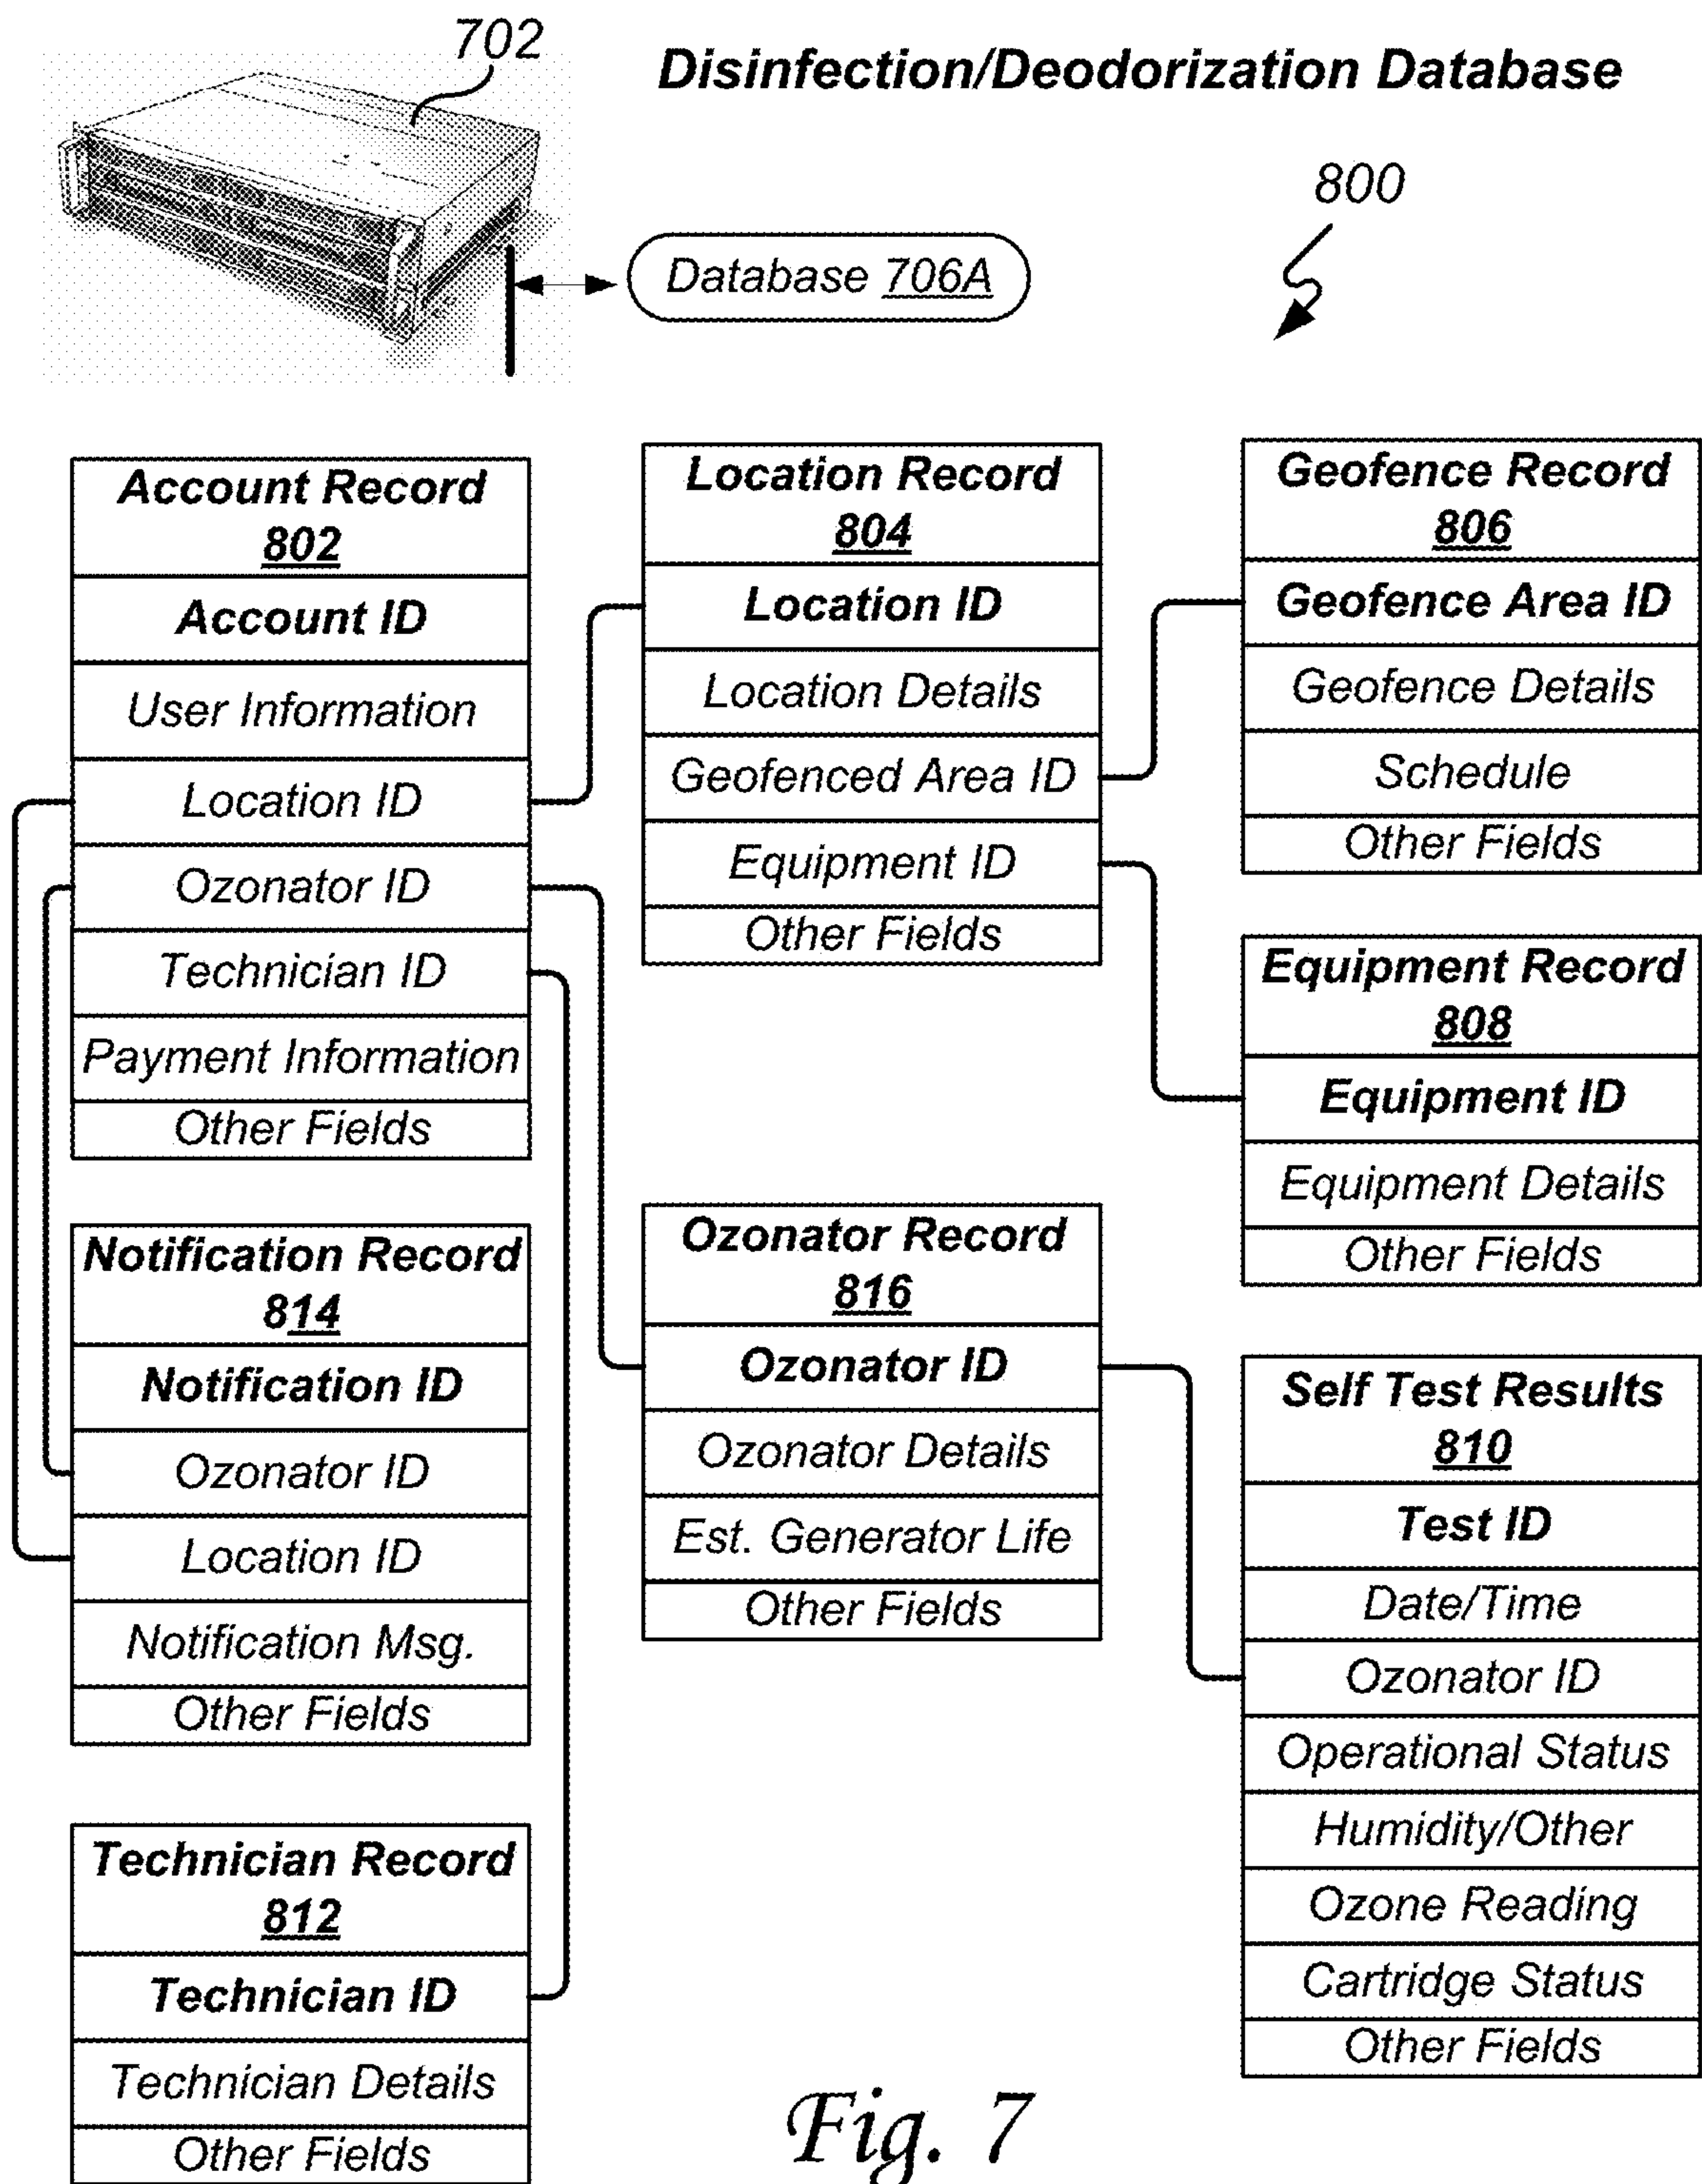 702
Disinfection/Deodorization Database
800
Database 706A
Account Record
802
Account ID
User Information
Location ID
Ozonator ID
Technician ID
Payment Information
Other Fields
Location Record
804
Location ID
Location Details
Geofenced Area ID
Equipment ID
Other Fields
Geofence Record
806
Geofence Area ID
Geofence Details
Schedule
Other Fields
Equipment Record
808
Equipment ID
Equipment Details
Other Fields
Notification Record
814
Notification ID
Ozonator ID
Location ID
Notification Msg.
Other Fields
Ozonator Record
816
Ozonator ID
Ozonator Details
Est. Generator Life
Other Fields
Self Test Results
810
Test ID
Date/Time
Ozonator ID
Operational Status
Humidity/Other
Ozone Reading
Cartridge Status
Other Fields
Technician Record
812
Technician ID
Technician Details
Other Fields
Fig. 7